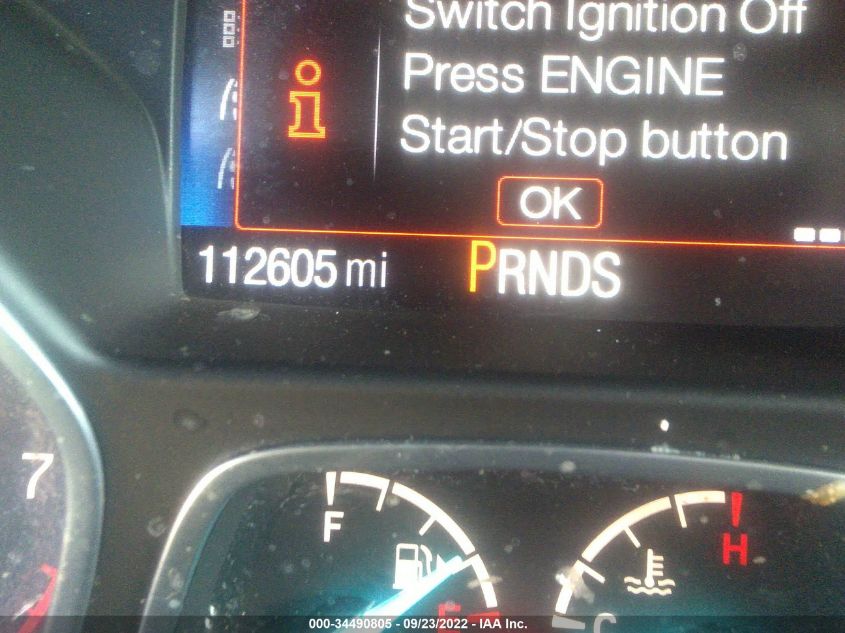 Switch Ignition Off
Press ENGINE
Start/Stop button
OK
112605 mi PRNDS
7
F
H
E
C
000-34490805 - 09/23/2022 - IAA Inc.